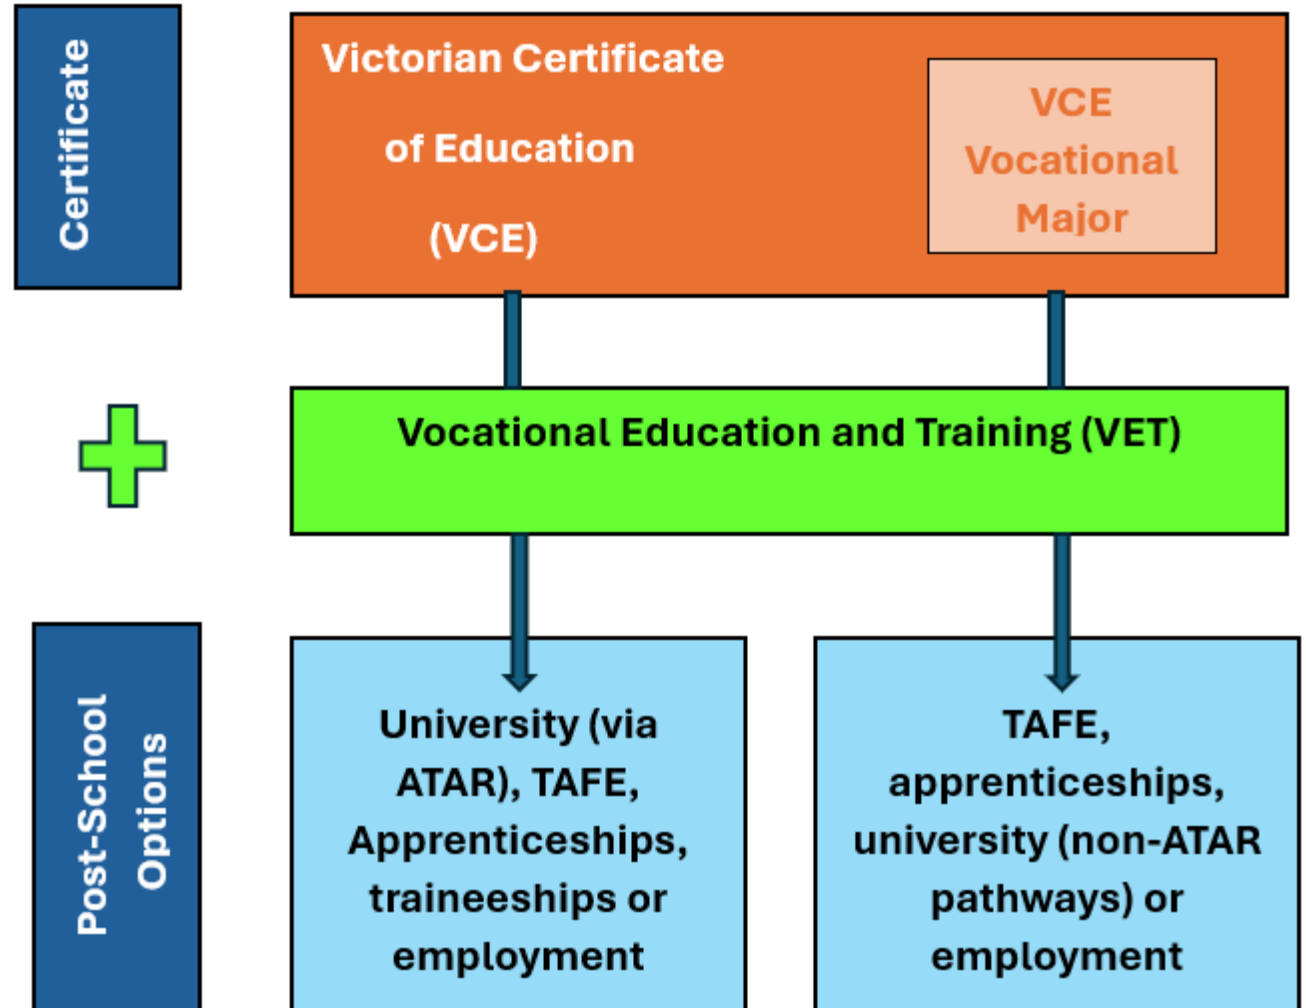 Certificate
Victorian Certificate
of Education
(VCE)
VCE
Vocational
Major
Vocational Education and Training (VET)
Post-School
Options
University (via
ATAR), TAFE,
Apprenticeships,
traineeships or
employment
TAFE,
apprenticeships,
university (non-ATAR
pathways) or
employment